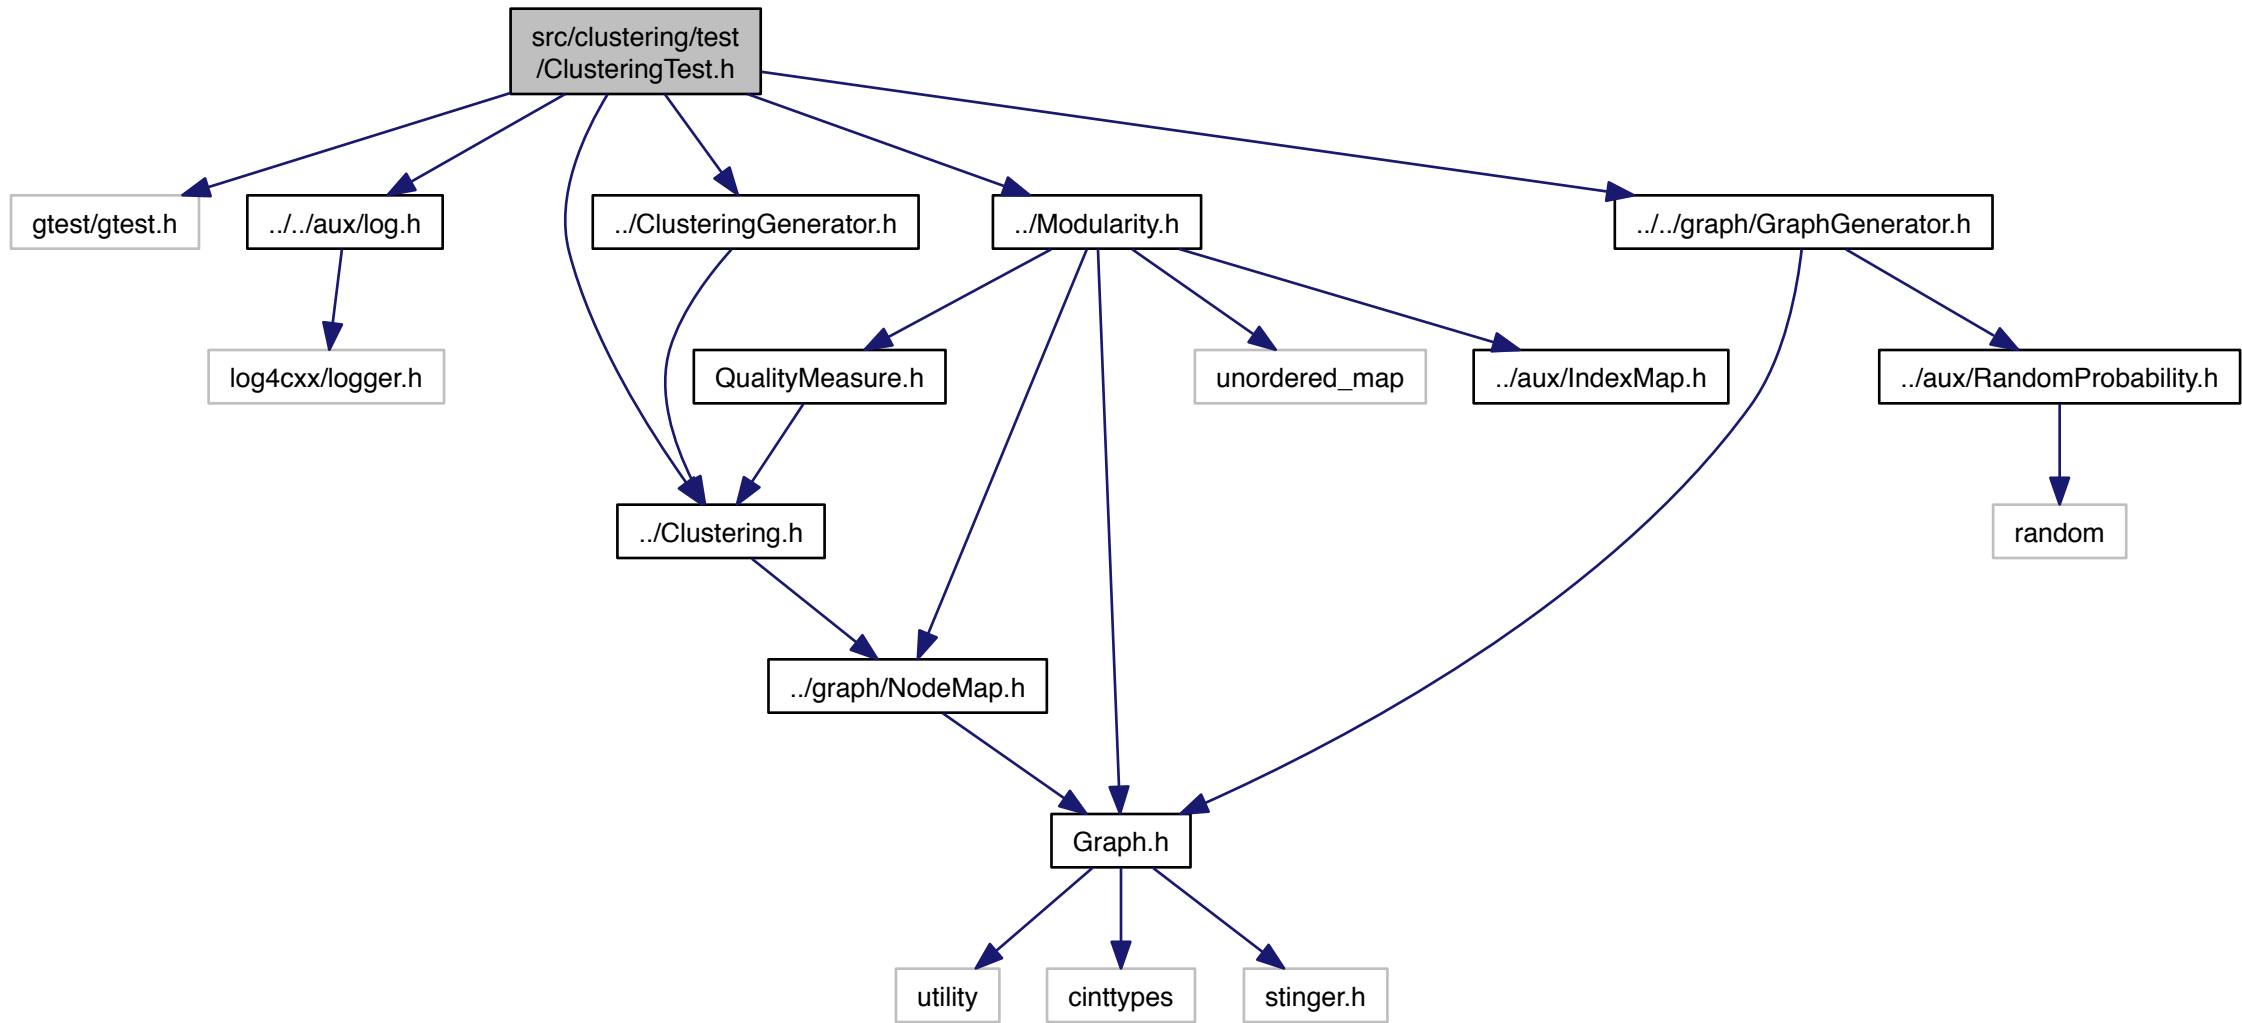 src/clustering/test
/ClusteringTest.h
gtest/gtest.h
../../aux/log.h
../ClusteringGenerator.h
../Modularity.h
../../graph/GraphGenerator.h
log4cxx/logger.h
QualityMeasure.h
unordered_map
../aux/IndexMap.h
../aux/RandomProbability.h
../Clustering.h
random
../graph/NodeMap.h
Graph.h
utility
cinttypes
stinger.h